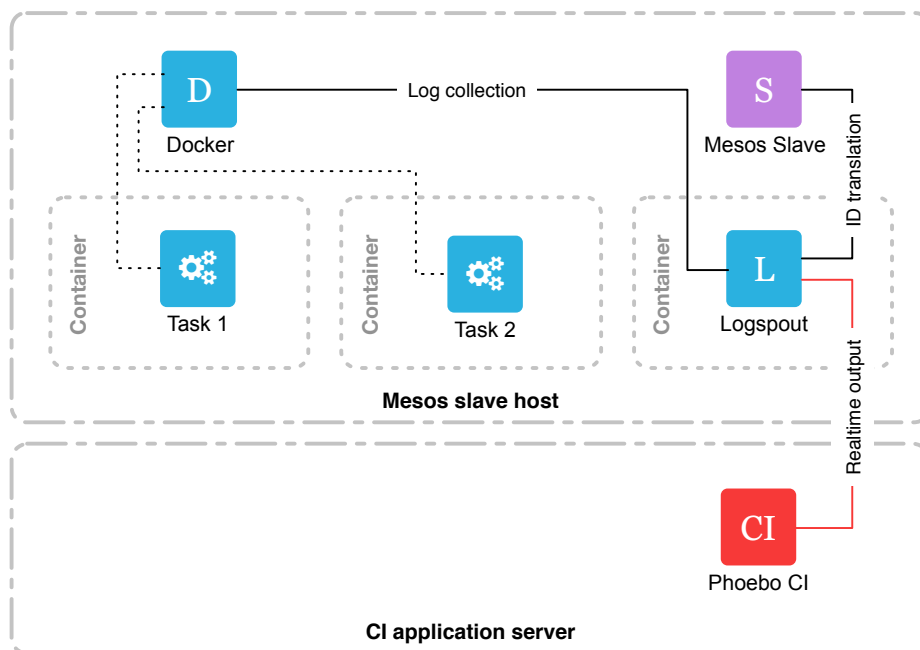 D
Log collection
S
Docker
Mesos Slave
ID translation
Container
Task 1
Container
Task 2
Container
L
Logspout
Realtime output
Mesos slave host
CI
Phoebo CI
CI application server